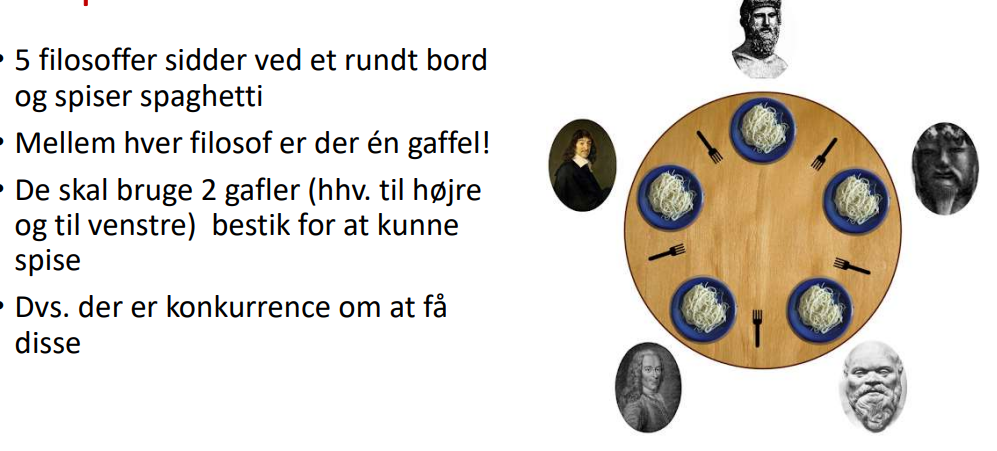 • 5 filosoffer sidder ved et rundt bord
og spiser spaghetti
• Mellem hver filosof er der én gaffel!
• De skal bruge 2 gafler (hhv. til højre
og til venstre)  bestik for at kunne
spise
• Dvs. der er konkurrence om at få
disse